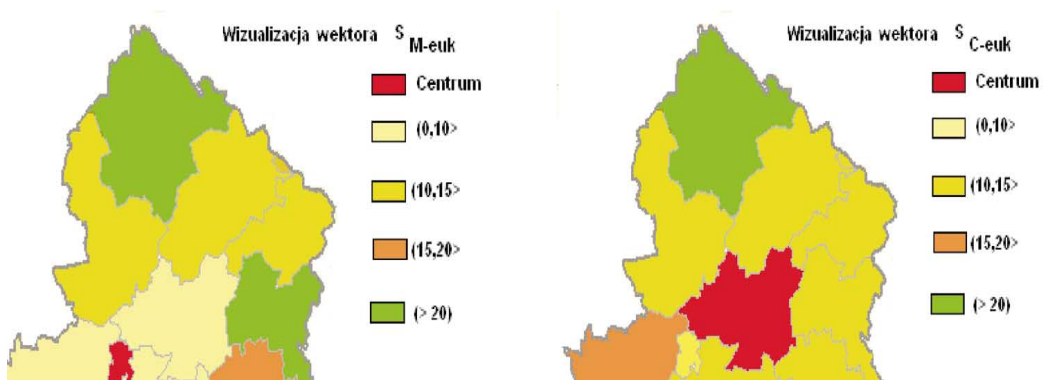 Wizualizacja wektora S M-euk
Centrum
(0,10>
(10,15>
(15,20>
(> 20)
Wizualizacja wektora S C-euk
Centrum
(0,10>
(10,15>
(15,20>
(> 20)